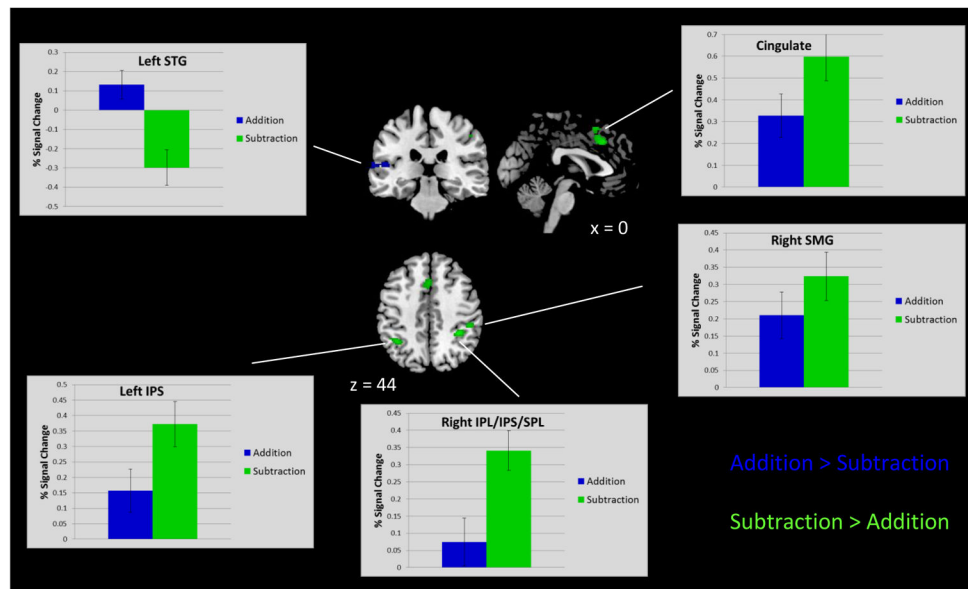 Left STG
% Signal Change
0.3
0.2
0.1
0
-0.1
-0.2
-0.3
-0.4
-0.5
Addition
Subtraction
Cingulate
% Signal Change
0.7
0.6
0.5
0.4
0.3
0.2
0.1
0
Addition
Subtraction
x = 0
Right SMG
% Signal Change
0.45
0.4
0.35
0.3
0.25
0.2
0.15
0.1
0.05
0
Addition
Subtraction
z = 44
Left IPS
% Signal Change
0.5
0.45
0.4
0.35
0.3
0.25
0.2
0.15
0.1
0.05
0
Addition
Subtraction
Right IPL/IPS/SPL
% Signal Change
0.45
0.4
0.35
0.3
0.25
0.2
0.15
0.1
0.05
0
Addition
Subtraction
Addition > Subtraction
Subtraction > Addition